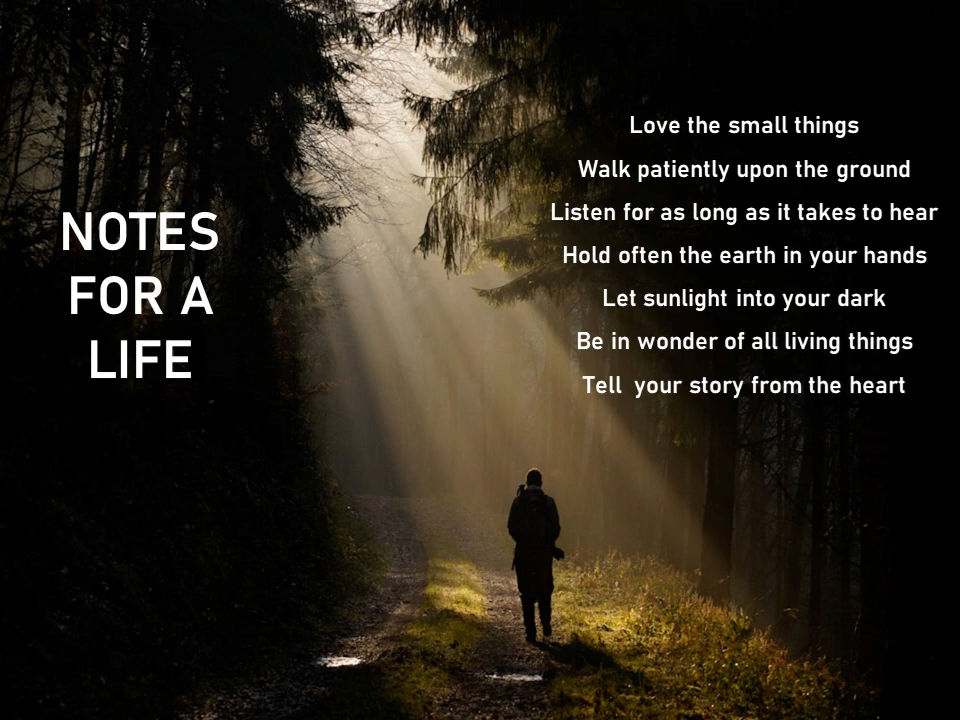 NOTES
FOR A
LIFE
Love the small things
Walk patiently upon the ground
Listen for as long as it takes to hear
Hold often the earth in your hands
Let sunlight into your dark
Be in wonder of all living things
Tell  your story from the heart